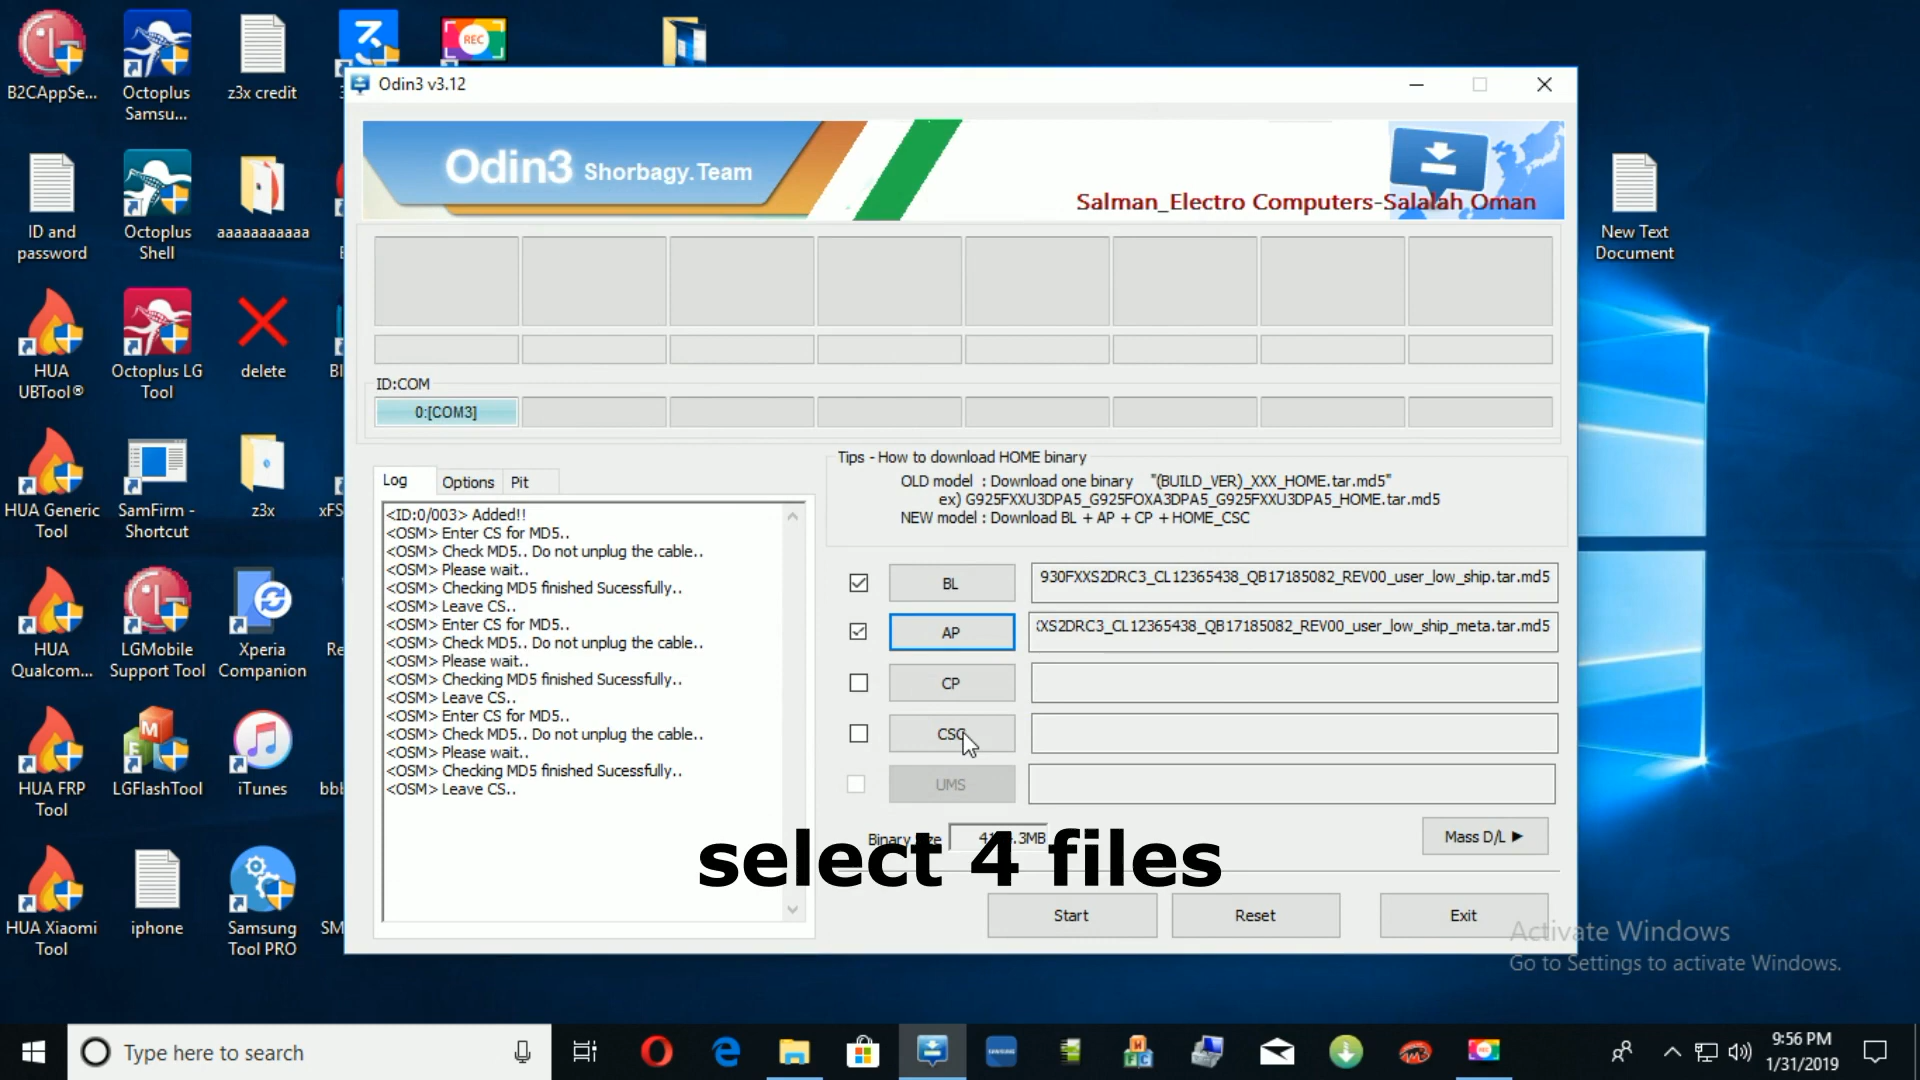 B2CAppSe...
Octoplus
Samsu...
z3x credit
REC
ID and
password
Octoplus
Shell
aaaaaaaaaaa
HUA
UBTool®
Octoplus LG
Tool
delete
HUA Generic
Tool
SamFirm -
Shortcut
z3x
HUA
Qualcom...
LGMobile
Support Tool
Xperia
Companion
HUA FRP
Tool
LGFlashTool
iTunes
HUA Xiaomi
Tool
iphone
Samsung
Tool PRO
New Text
Document
Odin3 v3.12
Odin3 Shorbagy.Team
Salman_Electro Computers-Salalah Oman
ID:COM
0:[COM3]
Log
Options
Pit
<ID:0/003> Added!!
<OSM> Enter CS for MD5..
<OSM> Check MD5.. Do not unplug the cable..
<OSM> Please wait..
<OSM> Checking MD5 finished Sucessfully..
<OSM> Leave CS..
<OSM> Enter CS for MD5..
<OSM> Check MD5.. Do not unplug the cable..
<OSM> Please wait..
<OSM> Checking MD5 finished Sucessfully..
<OSM> Leave CS..
<OSM> Enter CS for MD5..
<OSM> Check MD5.. Do not unplug the cable..
<OSM> Please wait..
<OSM> Checking MD5 finished Sucessfully..
<OSM> Leave CS..
Tips - How to download HOME binary
OLD model : Download one binary "(BUILD_VER)_XXX_HOME.tar.md5"
ex) G925FXXU3DPA5_G925FOXA3DPA5_G925FXXU3DPA5_HOME.tar.md5
NEW model : Download BL + AP + CP + HOME_CSC
BL
930FXXS2DRC3_CL12365438_QB17185082_REV00_user_low_ship.tar.md5
AP
XS2DRC3_CL12365438_QB17185082_REV00_user_low_ship_meta.tar.md5
CP
CSC
UMS
Binary Size
Mass D/L
select 4 files
Start
Reset
Exit
Activate Windows
Go to Settings to activate Windows.
Type here to search
9:56 PM
1/31/2019